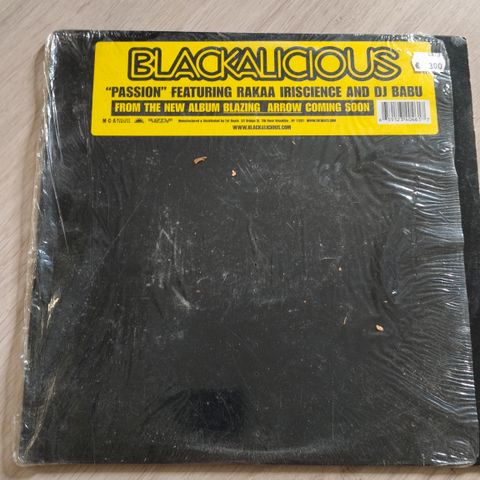 BLACKALICIOUS
€ 300
"PASSION" FEATURING RAKAA IRISCIENCE AND DJ BABU
FROM THE NEW ALBUM BLAZING ARROW COMING SOON
M C A
WWW.BLACKALICIOUS.COM